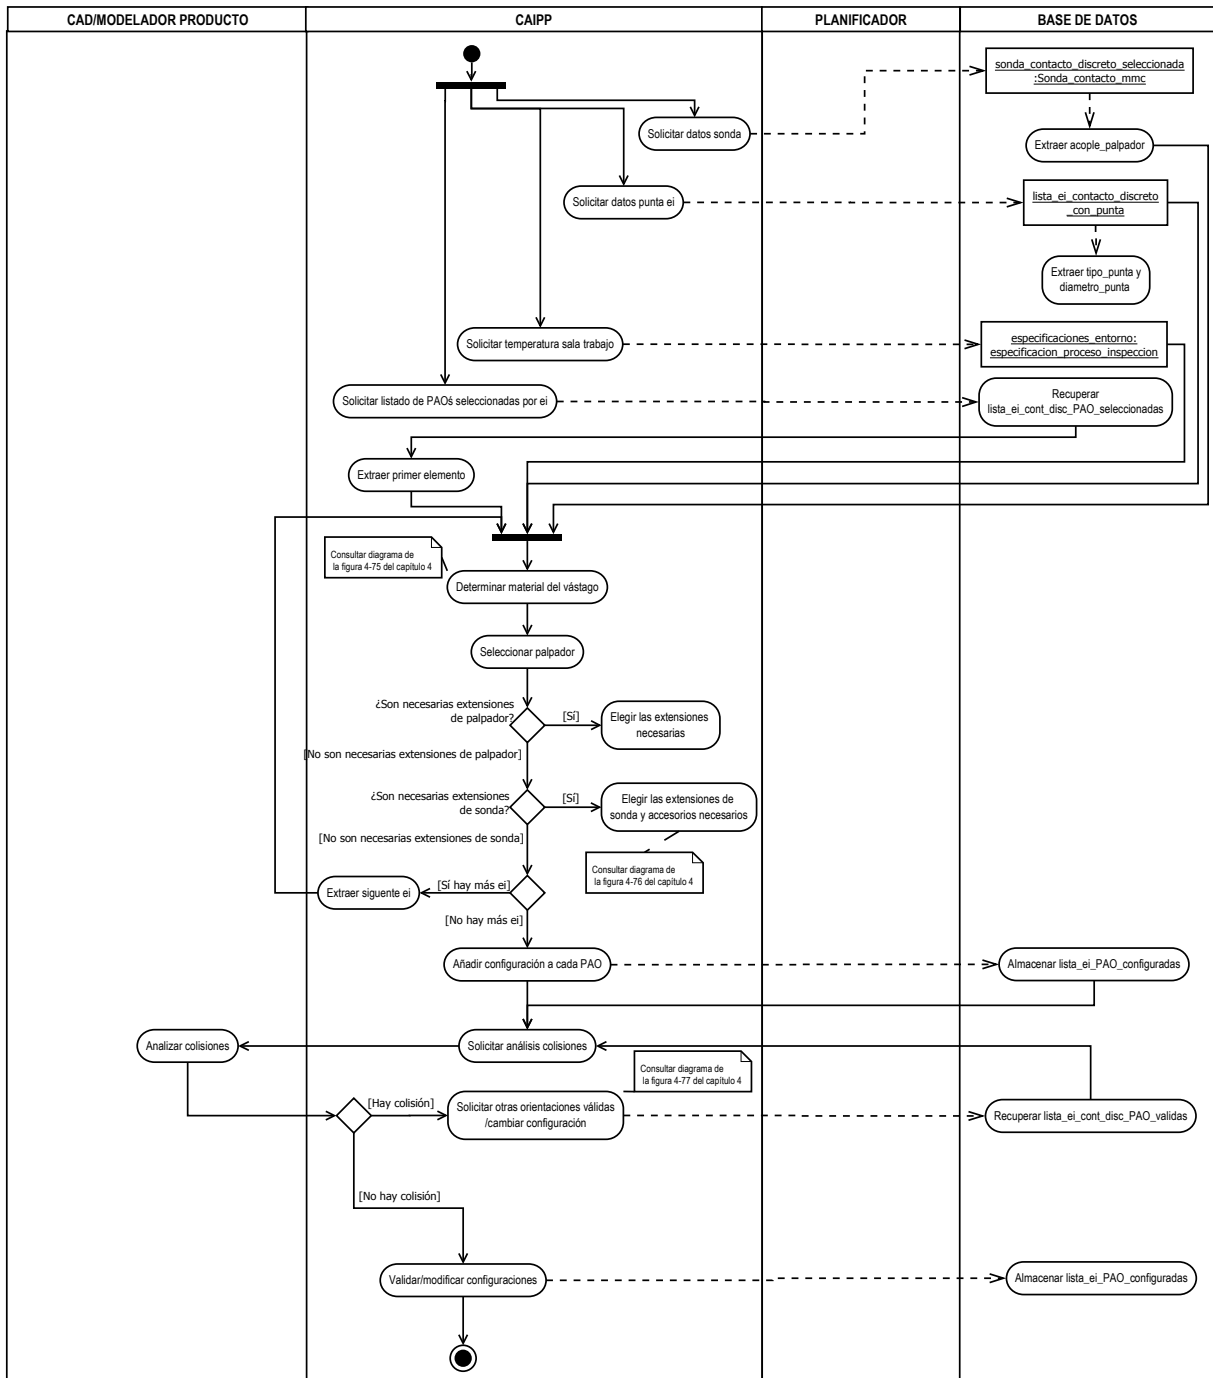 CAD/MODELADOR PRODUCTO
CAIPP
PLANIFICADOR
BASE DE DATOS
sonda_contacto_discreto_seleccionada
:Sonda_contacto_mmc
Solicitar datos sonda
Extraer acople_palpador
Solicitar datos punta ei
lista_ei_contacto_discreto
_con_punta
Extraer tipo_punta y
diametro_punta
Solicitar temperatura sala trabajo
especificaciones_entorno:
especificacion_proceso_inspeccion
Solicitar listado de PAOś seleccionadas por ei
Recuperar
lista_ei_cont_disc_PAO_seleccionadas
Extraer primer elemento
Consultar diagrama de
la figura 4-75 del capítulo 4
Determinar material del vástago
Seleccionar palpador
¿Son necesarias extensiones
de palpador?
[Sí]
Elegir las extensiones
necesarias
[No son necesarias extensiones de palpador]
¿Son necesarias extensiones
de sonda?
[Sí]
Elegir las extensiones de
sonda y accesorios necesarios
[No son necesarias extensiones de sonda]
Consultar diagrama de
la figura 4-76 del capítulo 4
Extraer siguente ei
[Sí hay más ei]
[No hay más ei]
Añadir configuración a cada PAO
Almacenar lista_ei_PAO_configuradas
Analizar colisiones
Solicitar análisis colisiones
Consultar diagrama de
la figura 4-77 del capítulo 4
[Hay colisión]
Solicitar otras orientaciones válidas
/cambiar configuración
Recuperar lista_ei_cont_disc_PAO_validas
[No hay colisión]
Validar/modificar configuraciones
Almacenar lista_ei_PAO_configuradas